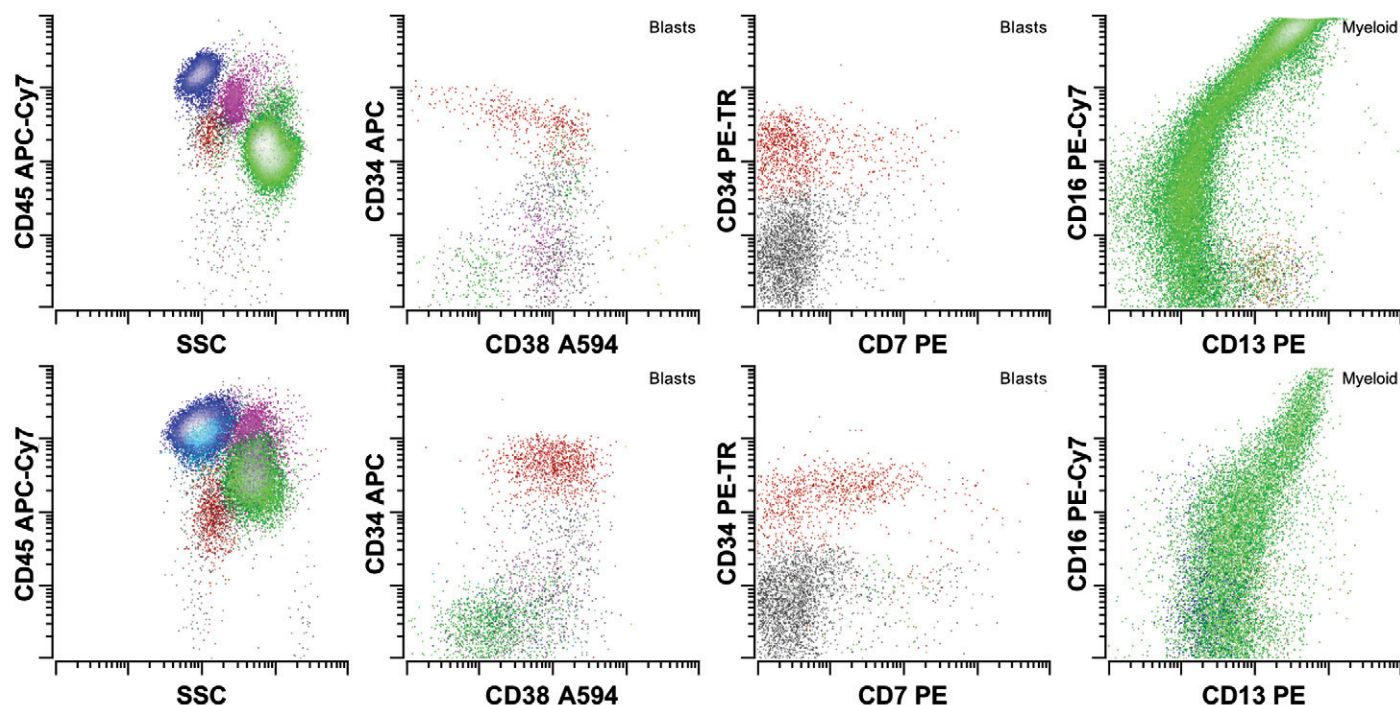 CD45 APC-Cy7
SSC
Blasts
CD34 APC
CD38 A594
Blasts
CD34 PE-TR
CD7 PE
Myeloid
CD16 PE-Cy7
CD13 PE
CD45 APC-Cy7
SSC
Blasts
CD34 APC
CD38 A594
Blasts
CD34 PE-TR
CD7 PE
Myeloid
CD16 PE-Cy7
CD13 PE